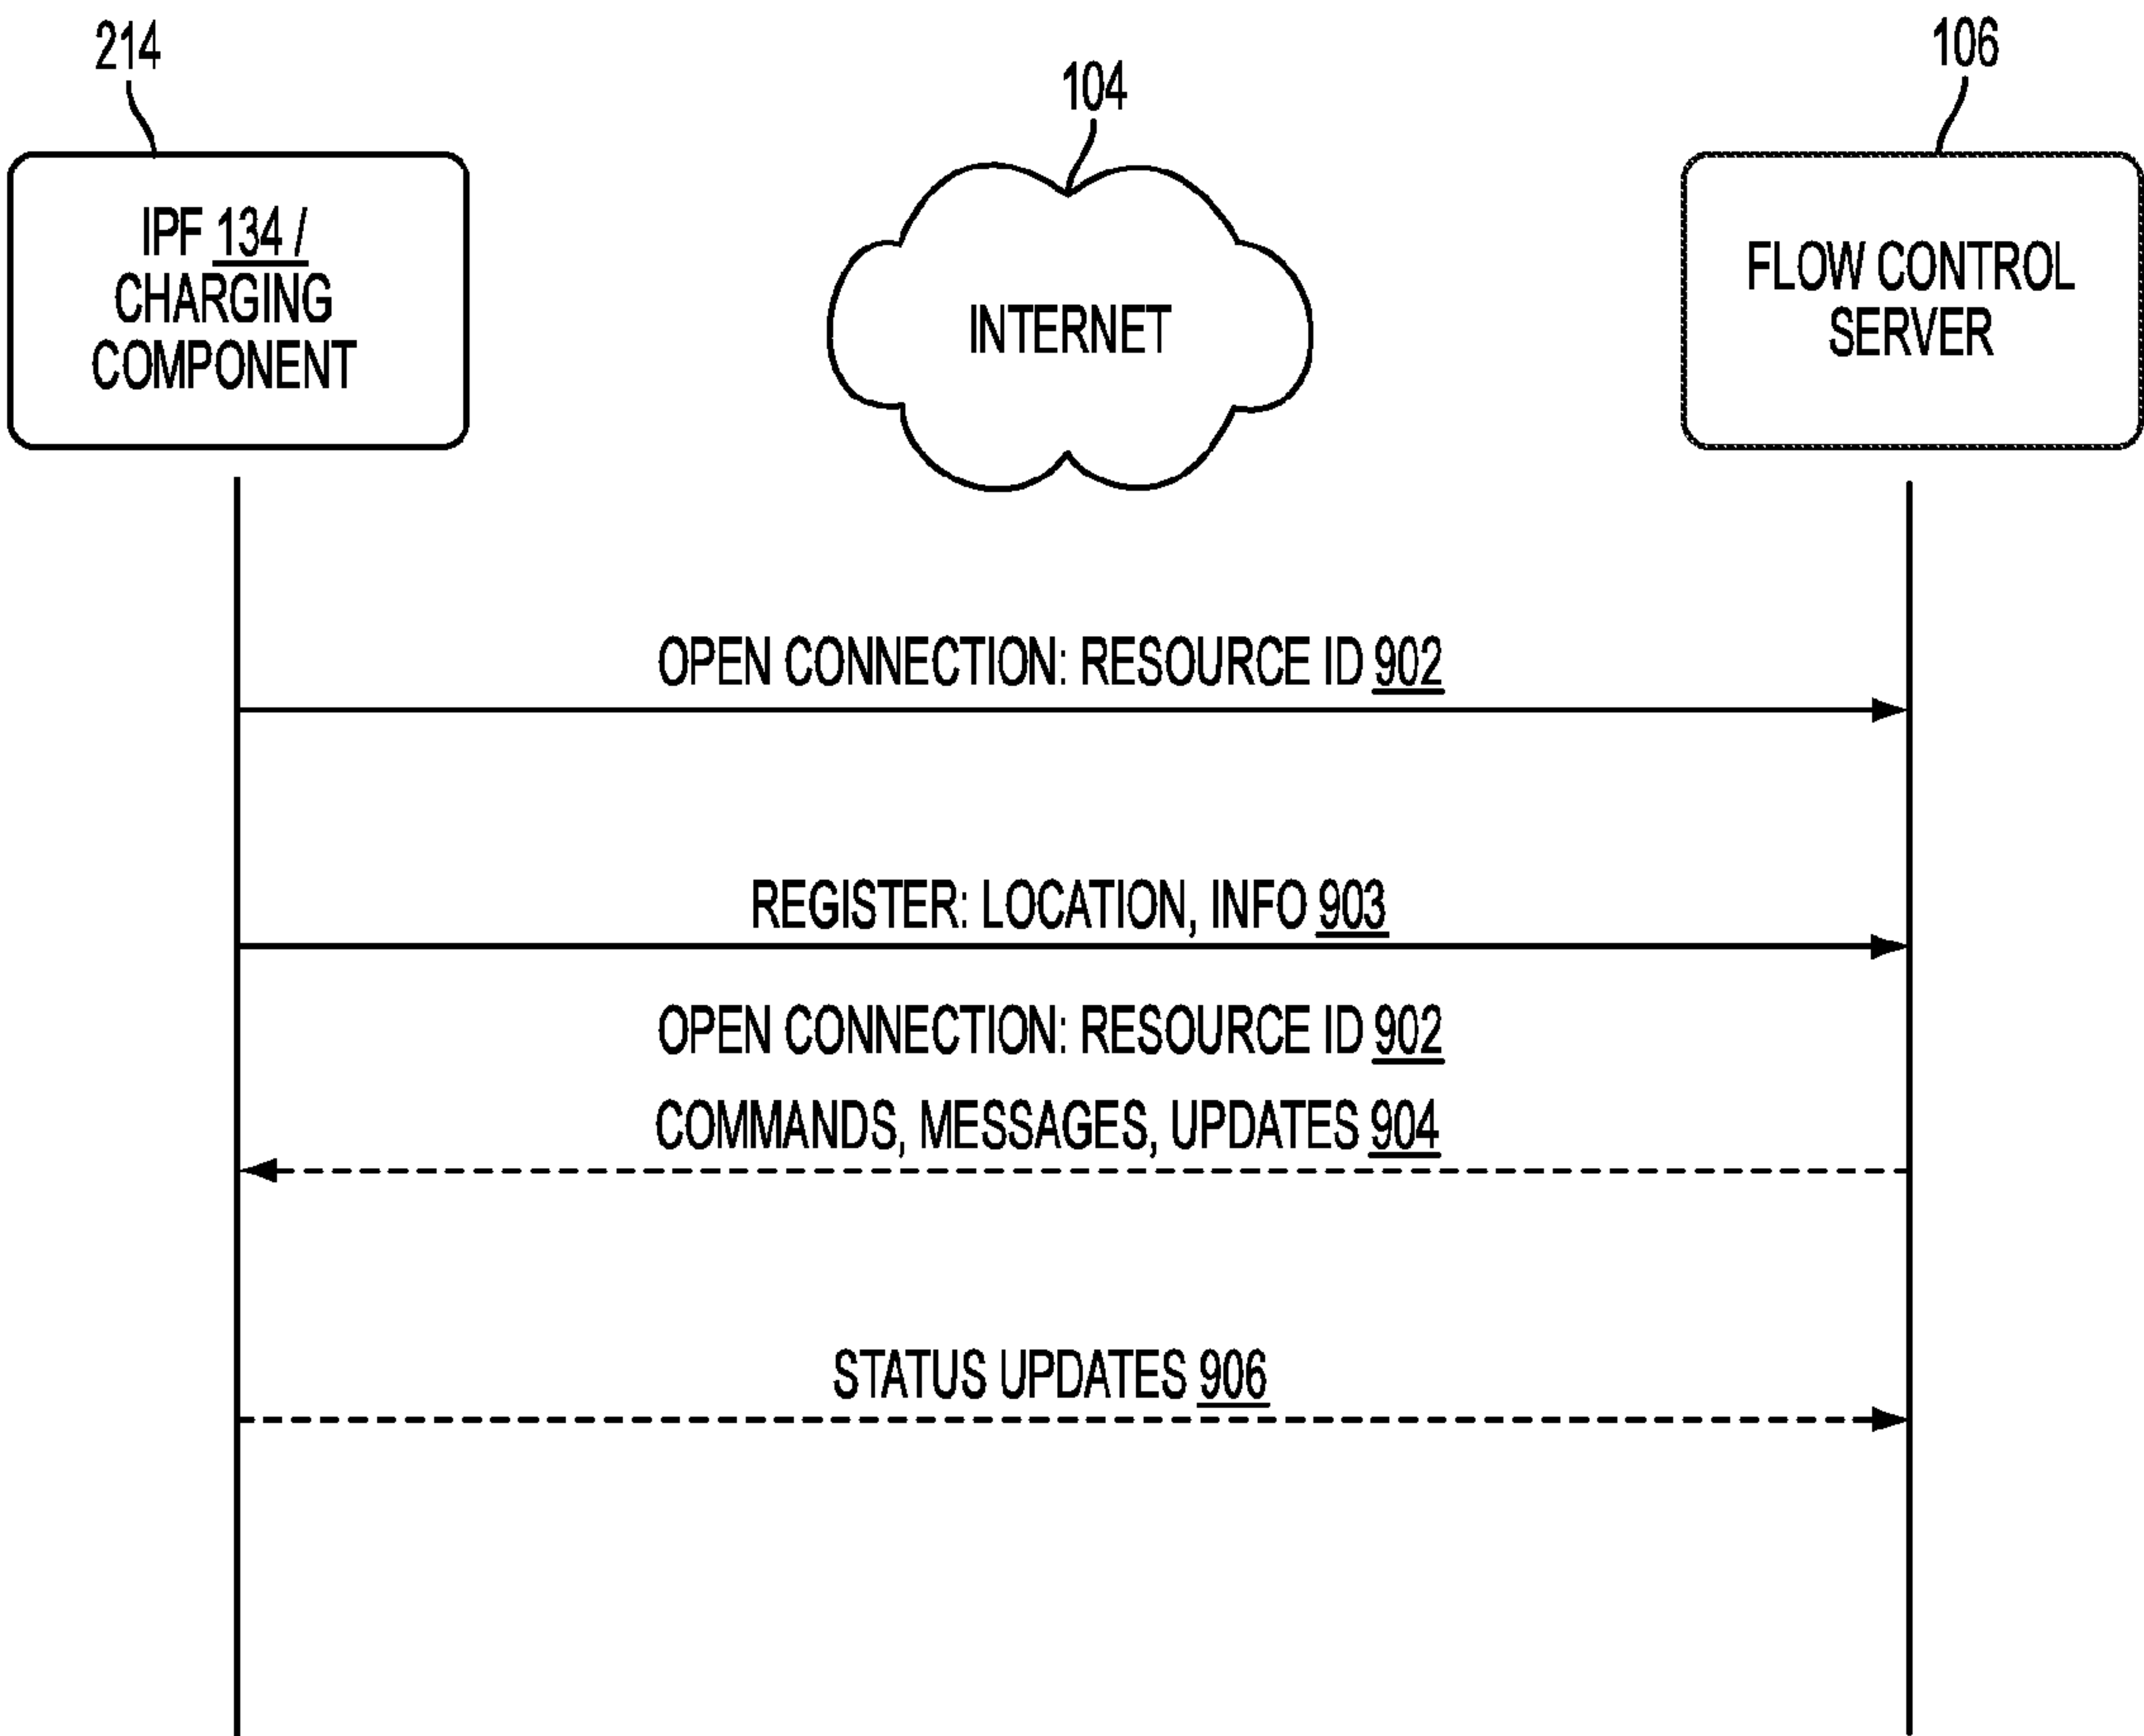 214
104
106
IPF 134 /
CHARGING
COMPONENT
INTERNET
FLOW CONTROL
SERVER
OPEN CONNECTION: RESOURCE ID 902
REGISTER: LOCATION, INFO 903
OPEN CONNECTION: RESOURCE ID 902
COMMANDS, MESSAGES, UPDATES 904
STATUS UPDATES 906